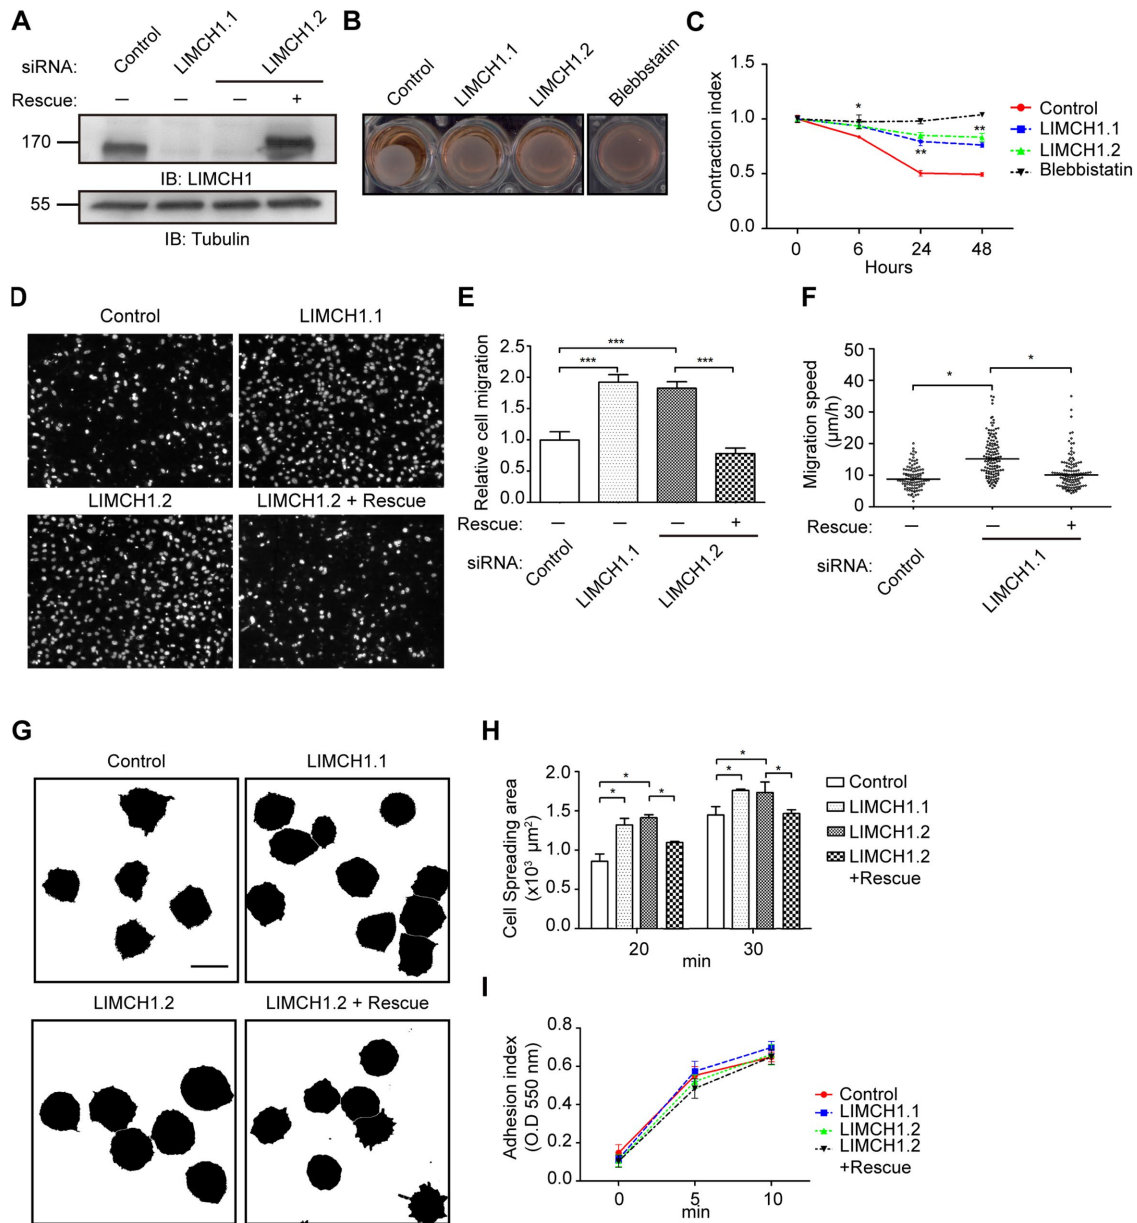 A
siRNA:
Control
LIMCH1.1
LIMCH1.2
Rescue:
— — — +
170
IB: LIMCH1
55
IB: Tubulin
B
Control
LIMCH1.1
LIMCH1.2
Blebbstatin
C
Contraction index
1.5
1.0
0.5
0.0
*
**
**
0 6 24 48
Hours
Control
LIMCH1.1
LIMCH1.2
Blebbistatin
D
Control
LIMCH1.1
LIMCH1.2
LIMCH1.2 + Rescue
E
Relative cell migration
2.5
2.0
1.5
1.0
0.5
0.0
***
*** ***
Rescue: — — — +
siRNA:
Control
LIMCH1.1
LIMCH1.2
F
Migration speed
(µm/h)
50
40
30
20
10
0
* *
Rescue: — — +
siRNA:
Control
LIMCH1.1
G
Control
LIMCH1.1
LIMCH1.2
LIMCH1.2 + Rescue
H
Cell Spreading area
(x10³ µm²)
2.0
1.5
1.0
0.5
0.0
*
* *
*
* *
20 30
min
Control
LIMCH1.1
LIMCH1.2
LIMCH1.2
+Rescue
I
Adhesion index
(O.D 550 nm)
0.8
0.6
0.4
0.2
0.0
0 5 10
min
Control
LIMCH1.1
LIMCH1.2
LIMCH1.2
+Rescue